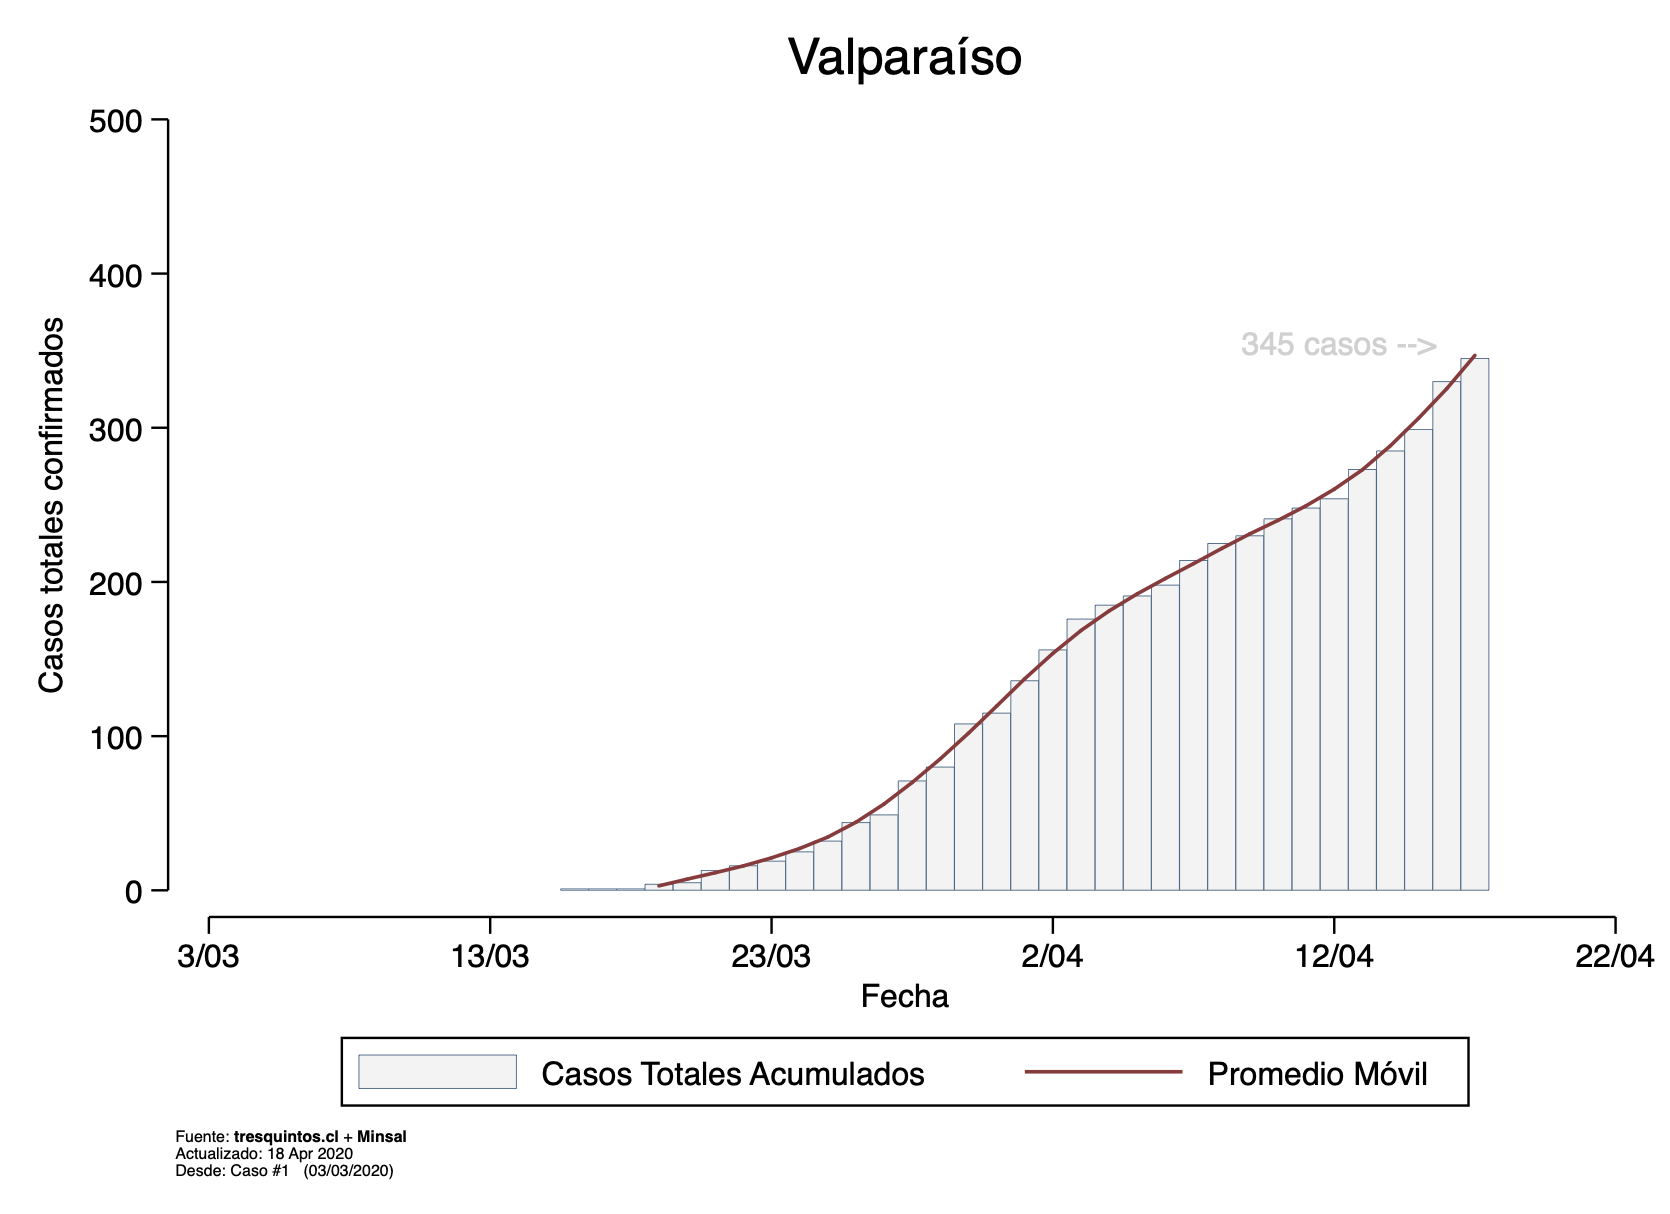 Valparaíso
500
400
300
200
100
0
Casos totales confirmados
345 casos -->
3/03 13/03 23/03 2/04 12/04 22/04
Fecha
Casos Totales Acumulados Promedio Móvil
Fuente: tresquintos.cl + Minsal
Actualizado: 18 Apr 2020
Desde: Caso #1 (03/03/2020)